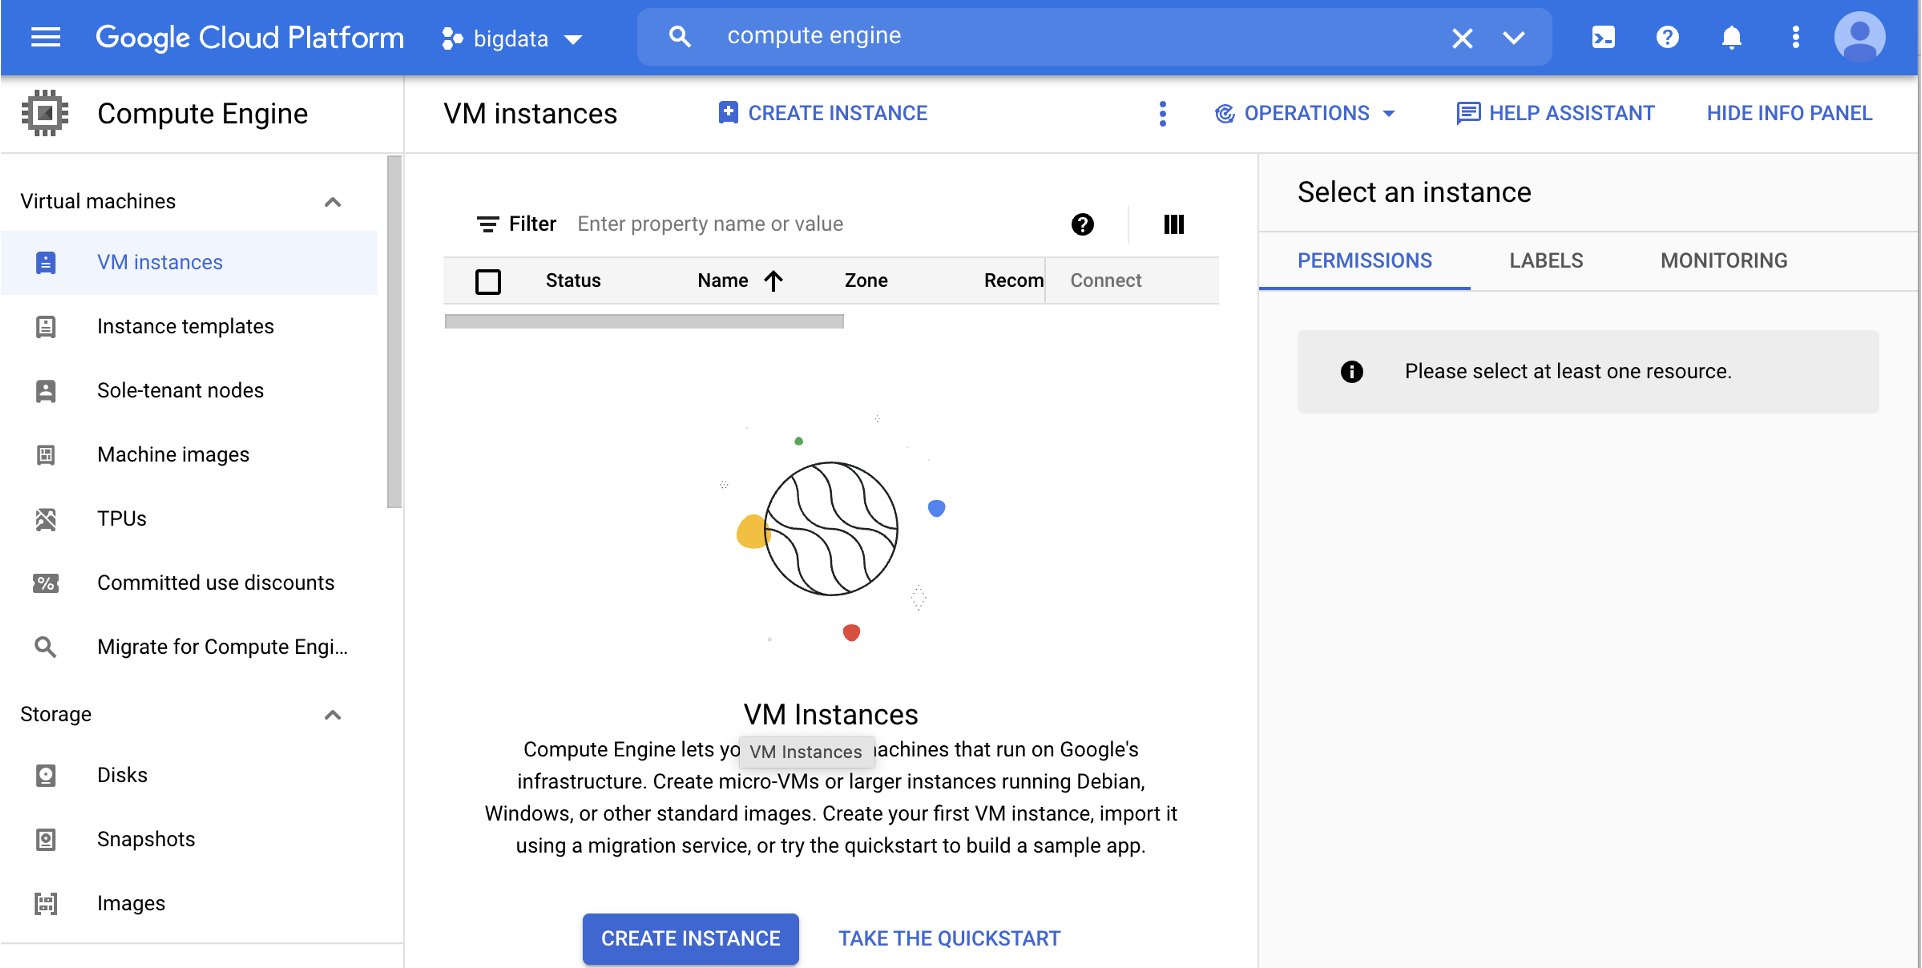 Google Cloud Platform
bigdata
compute engine
Compute Engine
VM instances
CREATE INSTANCE
OPERATIONS
HELP ASSISTANT
HIDE INFO PANEL
Virtual machines
VM instances
Instance templates
Sole-tenant nodes
Machine images
TPUs
Committed use discounts
Migrate for Compute Engi...
Storage
Disks
Snapshots
Images
Filter Enter property name or value
Status Name Zone Recom Connect
VM Instances
Compute Engine lets yo VM Instances achines that run on Google's
infrastructure. Create micro-VMs or larger instances running Debian,
Windows, or other standard images. Create your first VM instance, import it
using a migration service, or try the quickstart to build a sample app.
CREATE INSTANCE TAKE THE QUICKSTART
Select an instance
PERMISSIONS LABELS MONITORING
Please select at least one resource.